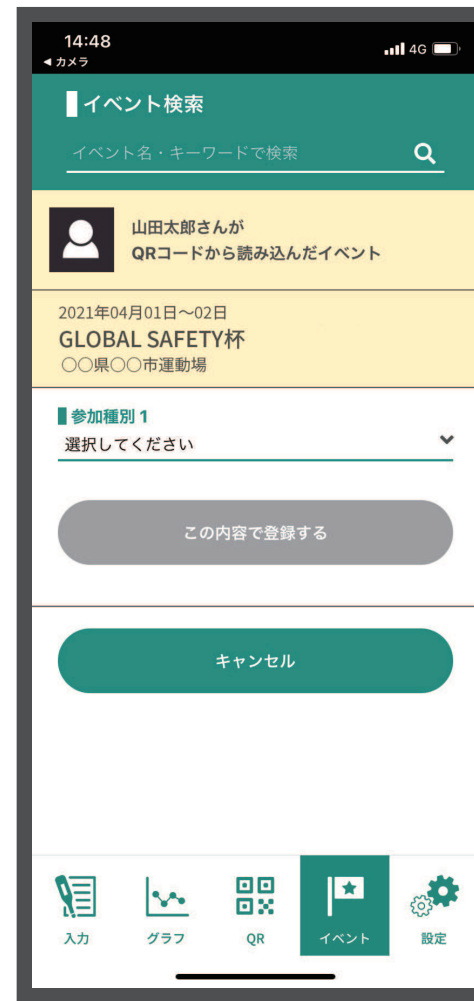 14:48
4G
◀ カメラ
イベント検索
イベント名・キーワードで検索
山田太郎さんが
QRコードから読み込んだイベント
2021年04月01日～02日
GLOBAL SAFETY杯
○○県○○市運動場
参加種別 1
選択してください
この内容で登録する
キャンセル
入力
グラフ
QR
イベント
設定